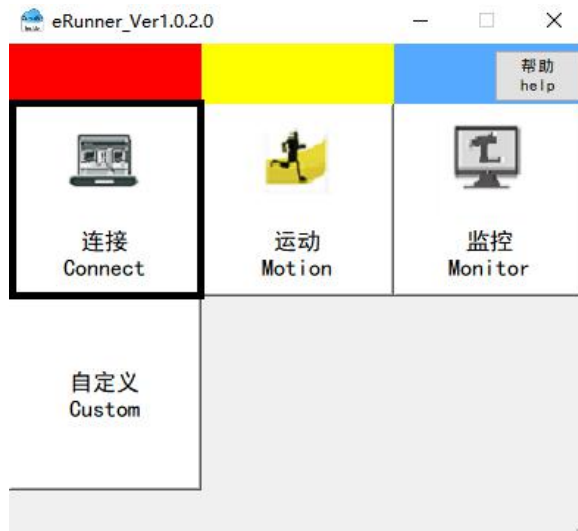 eRunner_Ver1.0.2.0
帮助
help
连接
Connect
运动
Motion
监控
Monitor
自定义
Custom